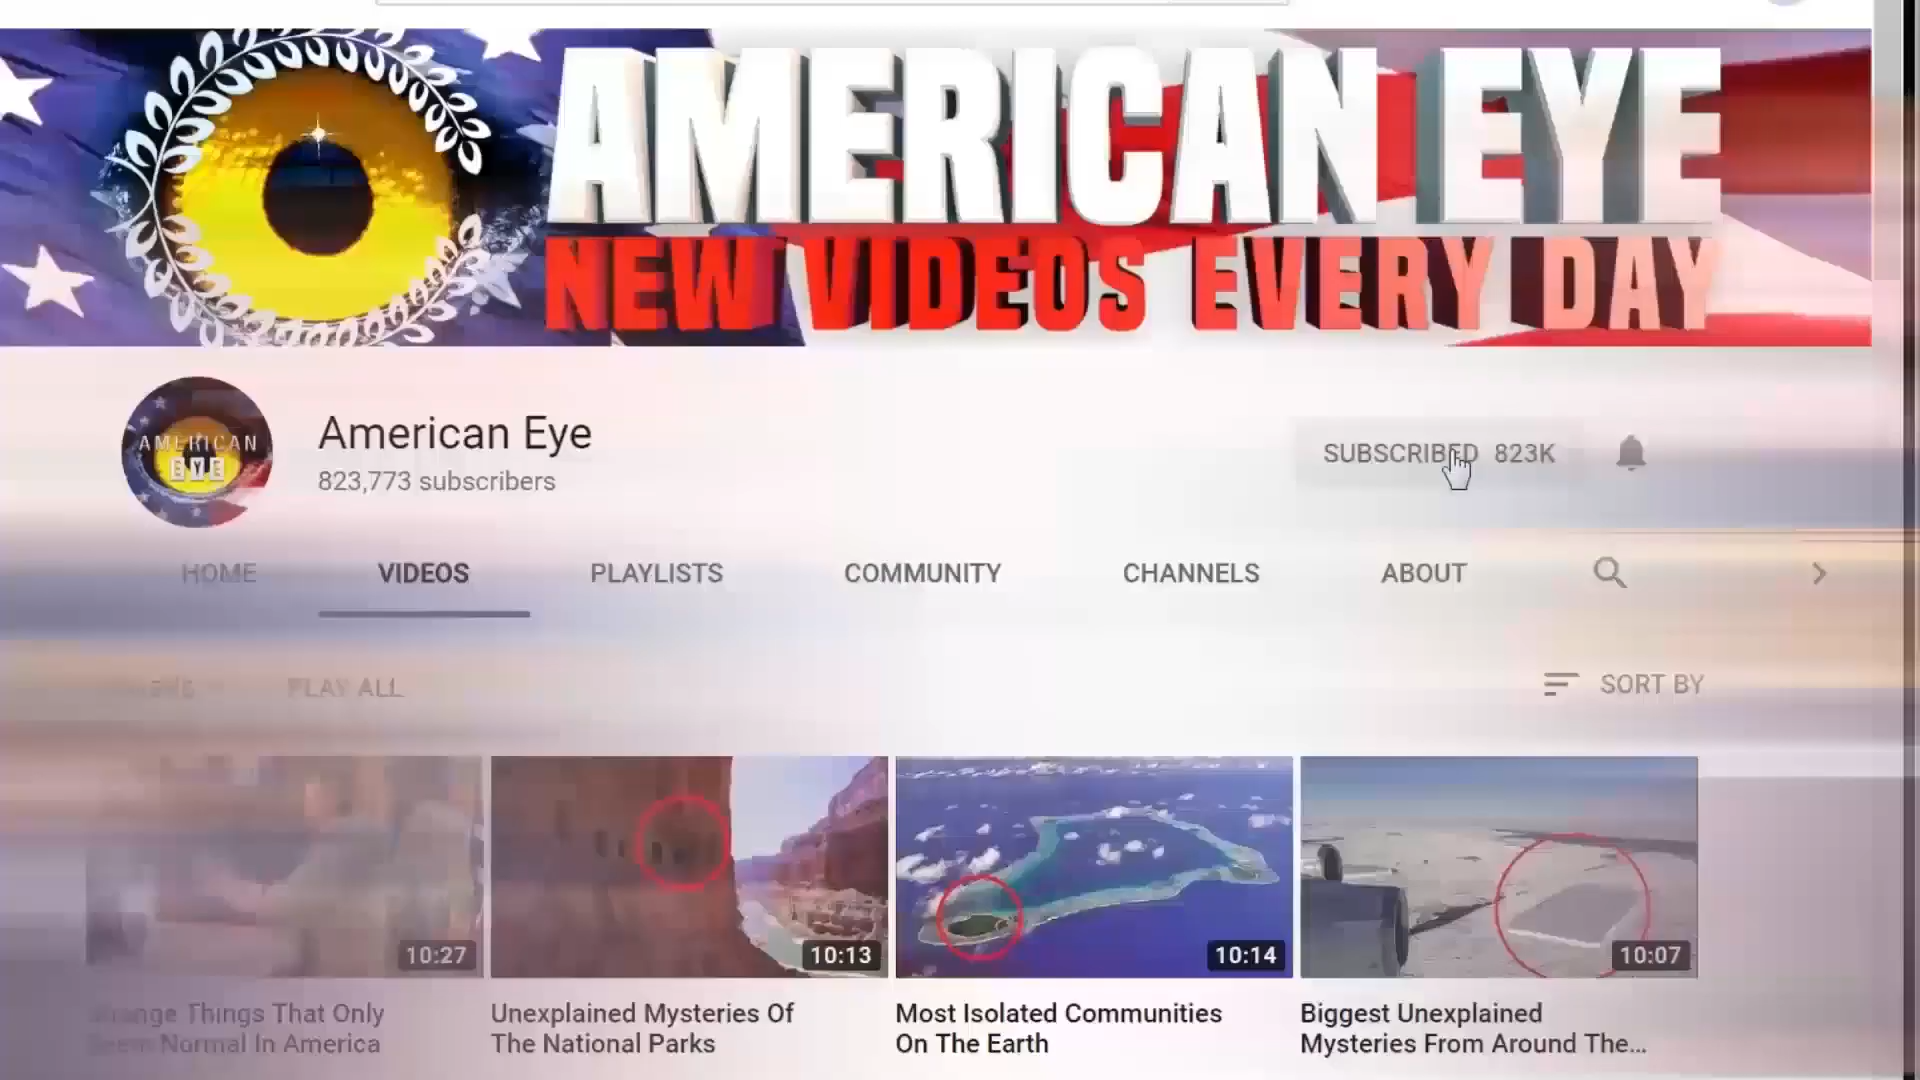 AMERICAN EYE
NEW VIDEOS EVERY DAY
AMERICAN
EYE
American Eye
823,773 subscribers
SUBSCRIBED 823K
HOME VIDEOS PLAYLISTS COMMUNITY CHANNELS ABOUT
PLAY ALL
SORT BY
10:27
10:13
10:14
10:07
Things That Only
Normal In America
Unexplained Mysteries Of
The National Parks
Most Isolated Communities
On The Earth
Biggest Unexplained
Mysteries From Around The...